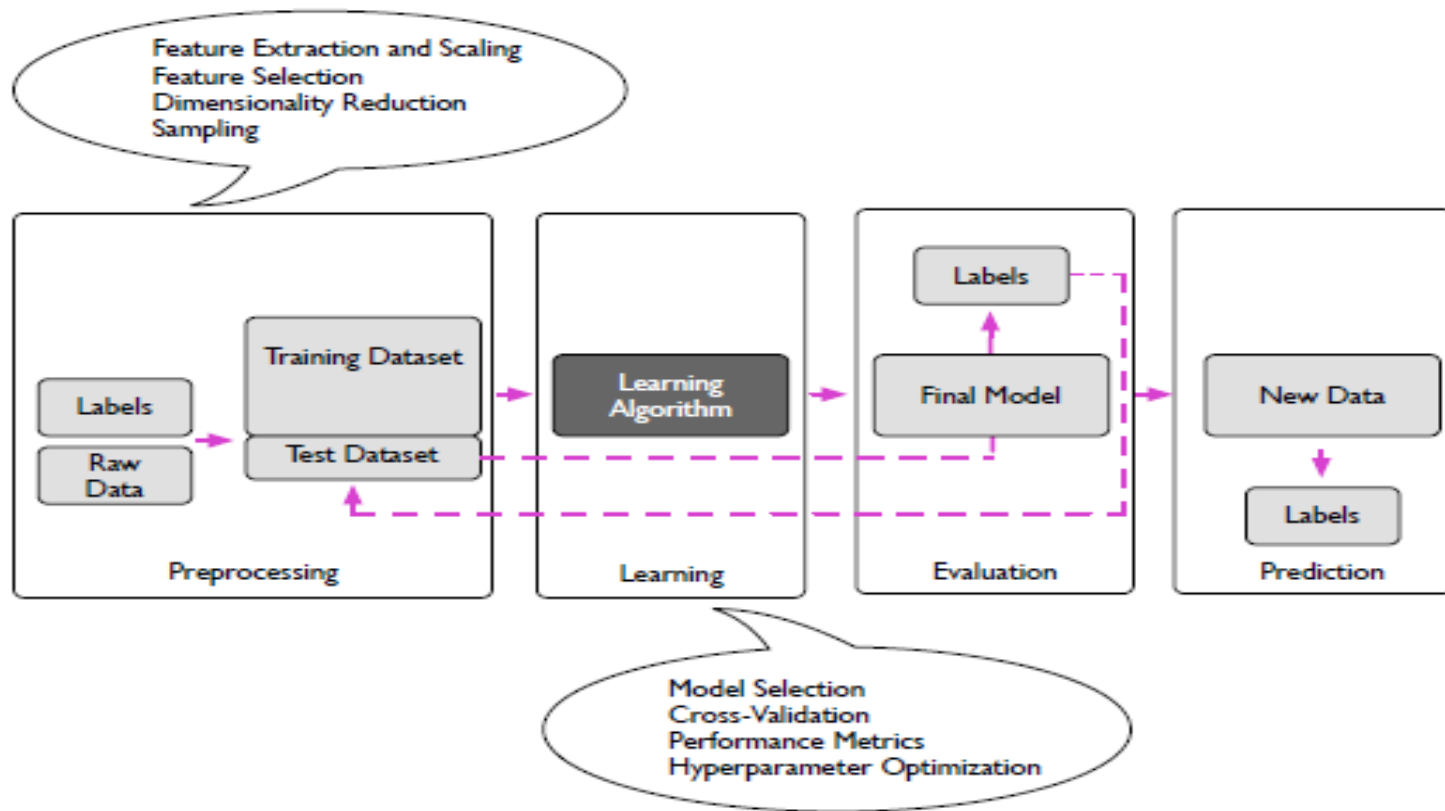 Feature Extraction and Scaling
Feature Selection
Dimensionality Reduction
Sampling
Labels
Raw
Data
Training Dataset
Test Dataset
Preprocessing
Learning
Algorithm
Learning
Labels
Final Model
Evaluation
New Data
Labels
Prediction
Model Selection
Cross-Validation
Performance Metrics
Hyperparameter Optimization